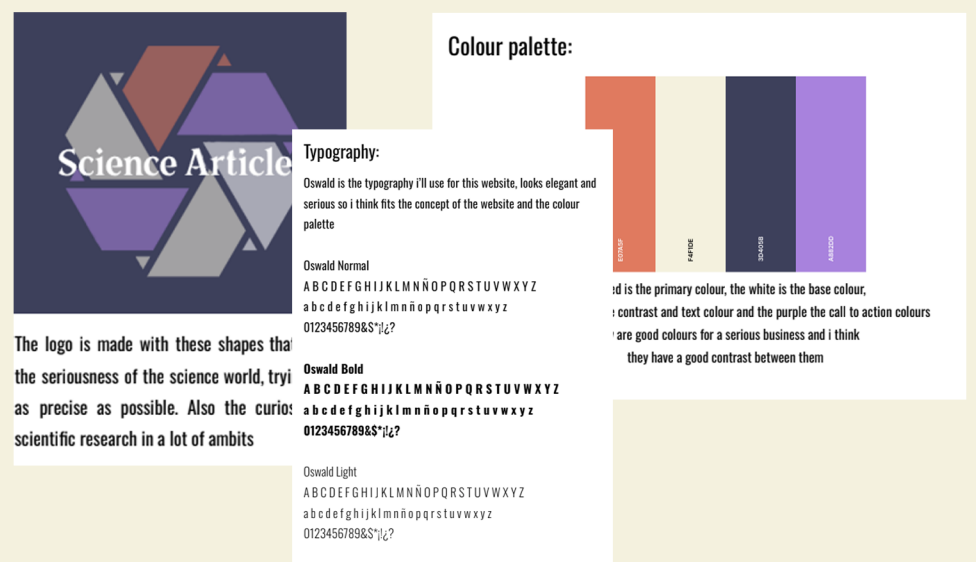 Science Article
The logo is made with these shapes
the seriousness of the science world,
as precise as possible. Also the
scientific research in a lot of ambits
Typography:
Oswald is the typography i'll use for this website, looks elegant and
serious so i think fits the concept of the website and the colour
palette
Oswald Normal
A B C D E F G H I J K L M N Ñ O P Q R S T U V W X Y Z
a b c d e f g h i j k l m n ñ o p q r s t u v w x y z
0123456789&$*¡!¿?
Oswald Bold
A B C D E F G H I J K L M N Ñ O P Q R S T U V W X Y Z
a b c d e f g h i j k l m n ñ o p q r s t u v w x y z
0123456789&$*¡!¿?
Oswald Light
A B C D E F G H I J K L M N Ñ O P Q R S T U V W X Y Z
a b c d e f g h i j k l m n ñ o p q r s t u v w x y z
0123456789&$*¡!¿?
Colour palette:
E07A5F
F4F1DE
3D405B
A882DD
is the primary colour, the white is the base colour,
contrast and text colour and the purple the call to action colours
are good colours for a serious business and i think
they have a good contrast between them